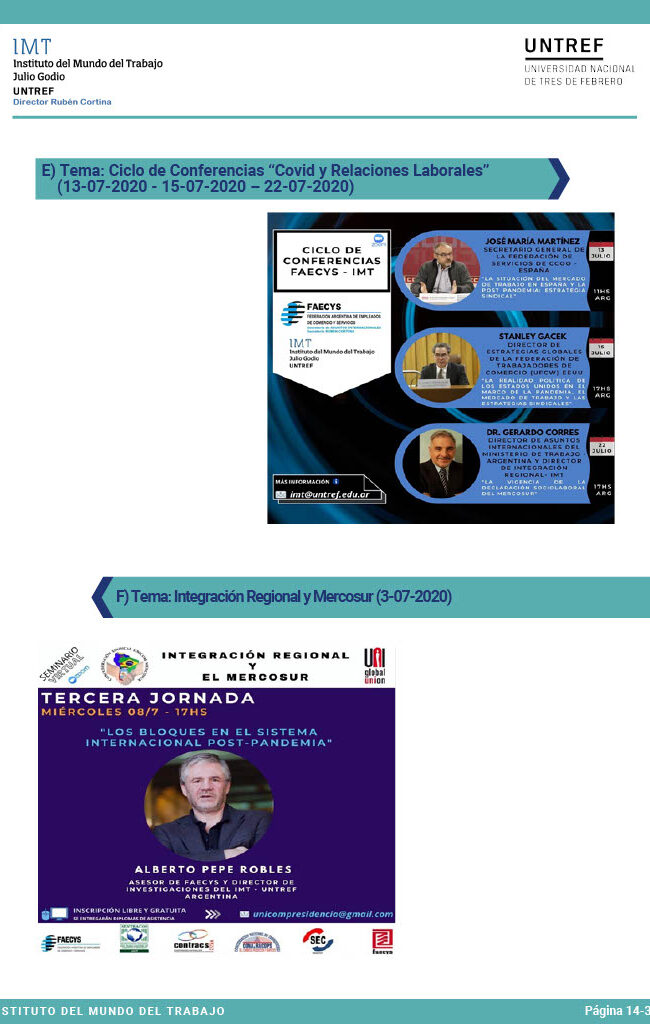 IMT
Instituto del Mundo del Trabajo
Julio Godio
UNTREF
Director Rubén Cortina
UNTREF
UNIVERSIDAD NACIONAL
DE TRES DE FEBRERO
E) Tema: Ciclo de Conferencias “Covid y Relaciones Laborales”
(13-07-2020 - 15-07-2020 – 22-07-2020)
CICLO DE
CONFERENCIAS
FAECYS - IMT
zoom
FAECYS
FEDERACIÓN ARGENTINA DE EMPLEADOS
DE COMERCIO Y SERVICIOS
IMT
Instituto del Mundo del Trabajo
Julio Godio
UNTREF
MÁS INFORMACIÓN
imt@untref.edu.ar
JOSÉ MARÍA MARTÍNEZ
SECRETARIO GENERAL DE
LA FEDERACIÓN DE
SERVICIOS DE CCOO -
ESPAÑA
"LA SITUACIÓN DEL MERCADO
DE TRABAJO EN ESPAÑA Y LA
POST PANDEMIA: ESTRATEGIA
SINDICAL"
13
JULIO
11HS
ARG
STANLEY GACEK
DIRECTOR DE
ESTRATEGIAS GLOBALES
DE LA FEDERACIÓN DE
TRABAJADORES DE
COMERCIO (UFCW) EEUU
"LA REALIDAD POLITICA DE
LOS ESTADOS UNIDOS EN EL
MARCO DE LA PANDEMIA, EL
MERCADO DE TRABAJO Y LAS
ESTRATEGIAS SINDICALES"
JULIO
17HS
ARG
DR. GERARDO CORRES
DIRECTOR DE ASUNTOS
INTERNACIONALES DEL
MINISTERIO DE TRABAJO -
ARGENTINA Y DIRECTOR
DE INTEGRACIÓN
REGIONAL- IMT
"LA VIGENCIA DE LA
DECLARACIÓN SOCIOLABORAL
DEL MERCOSUR"
22
JULIO
17HS
ARG
F) Tema: Integración Regional y Mercosur (3-07-2020)
SEMINARIO
VIRTUAL
zoom
INTEGRACIÓN REGIONAL
Y
EL MERCOSUR
UNI
global
union
TERCERA JORNADA
MIÉRCOLES 08/7 - 17HS
"LOS BLOQUES EN EL SISTEMA
INTERNACIONAL POST-PANDEMIA"
ALBERTO PEPE ROBLES
ASESOR DE FAECYS Y DIRECTOR DE
INVESTIGACIONES DEL IMT - UNTREF
ARGENTINA
INSCRIPCIÓN LIBRE Y GRATUITA
SE ENTREGARÁN DIPLOMAS DE ASISTENCIA
unicompresidencia@gmail.com
FAECYS
contracs
SEC
faecys
STITUTO DEL MUNDO DEL TRABAJO
Página 14-3